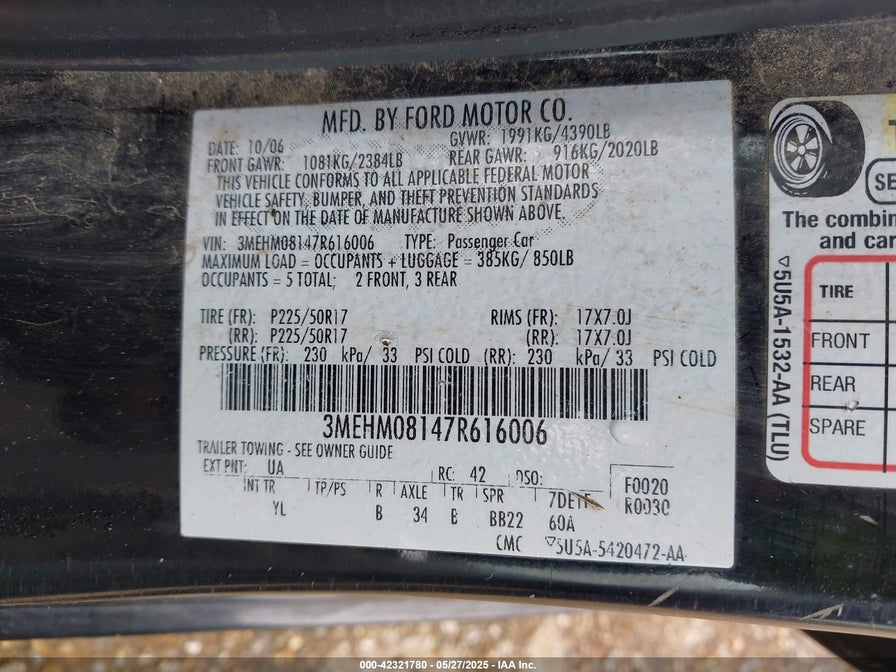 MFD. BY FORD MOTOR CO.
DATE: 10/06 GVWR: 1991KG/4390LB
FRONT GAWR: 1081KG/2384LB REAR GAWR: 916KG/2020LB
THIS VEHICLE CONFORMS TO ALL APPLICABLE FEDERAL MOTOR
VEHICLE SAFETY, BUMPER, AND THEFT PREVENTION STANDARDS
IN EFFECT ON THE DATE OF MANUFACTURE SHOWN ABOVE.
VIN: 3MEHM08147R616006 TYPE: Passenger Car
MAXIMUM LOAD = OCCUPANTS + LUGGAGE = 385KG/ 850LB
OCCUPANTS = 5 TOTAL; 2 FRONT, 3 REAR
TIRE (FR): P225/50R17 RIMS (FR): 17X7.0J
(RR): P225/50R17 (RR): 17X7.0J
PRESSURE (FR): 230 kPa/ 33 PSI COLD (RR): 230 kPa/ 33 PSI COLD
3MEHM08147R616006
TRAILER TOWING - SEE OWNER GUIDE
EXT PNT: UA RC: 42 DSO:
F0020
R0030
INT TR TP/PS R AXLE TR SPR
YL B 34 B BB22 60A
CMC ▽5U5A-5420472-AA
SE
The combin
and car
TIRE
FRONT
REAR
SPARE
▽5U5A-1532-AA (TLU)
000-42321780 - 05/27/2025 - IAA Inc.